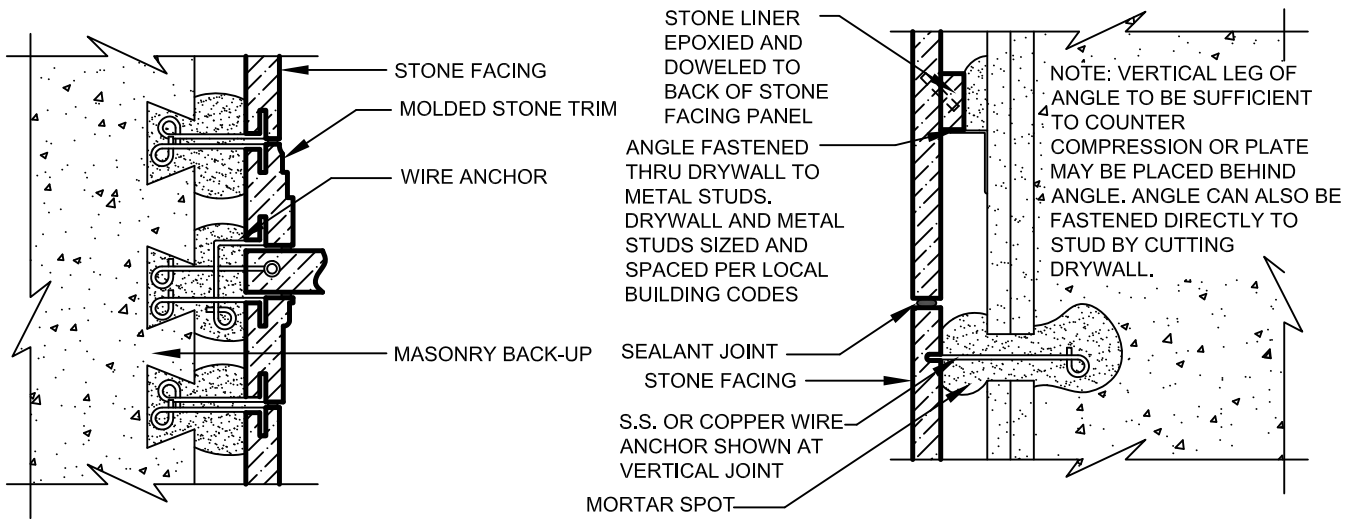 STONE FACING
MOLDED STONE TRIM
WIRE ANCHOR
MASONRY BACK-UP
STONE LINER
EPOXIED AND
DOWELED TO
BACK OF STONE
FACING PANEL
ANGLE FASTENED
THRU DRYWALL TO
METAL STUDS.
DRYWALL AND METAL
STUDS SIZED AND
SPACED PER LOCAL
BUILDING CODES
SEALANT JOINT
STONE FACING
S.S. OR COPPER WIRE
ANCHOR SHOWN AT
VERTICAL JOINT
MORTAR SPOT
NOTE: VERTICAL LEG OF
ANGLE TO BE SUFFICIENT
TO COUNTER
COMPRESSION OR PLATE
MAY BE PLACED BEHIND
ANGLE. ANGLE CAN ALSO BE
FASTENED DIRECTLY TO
STUD BY CUTTING
DRYWALL.